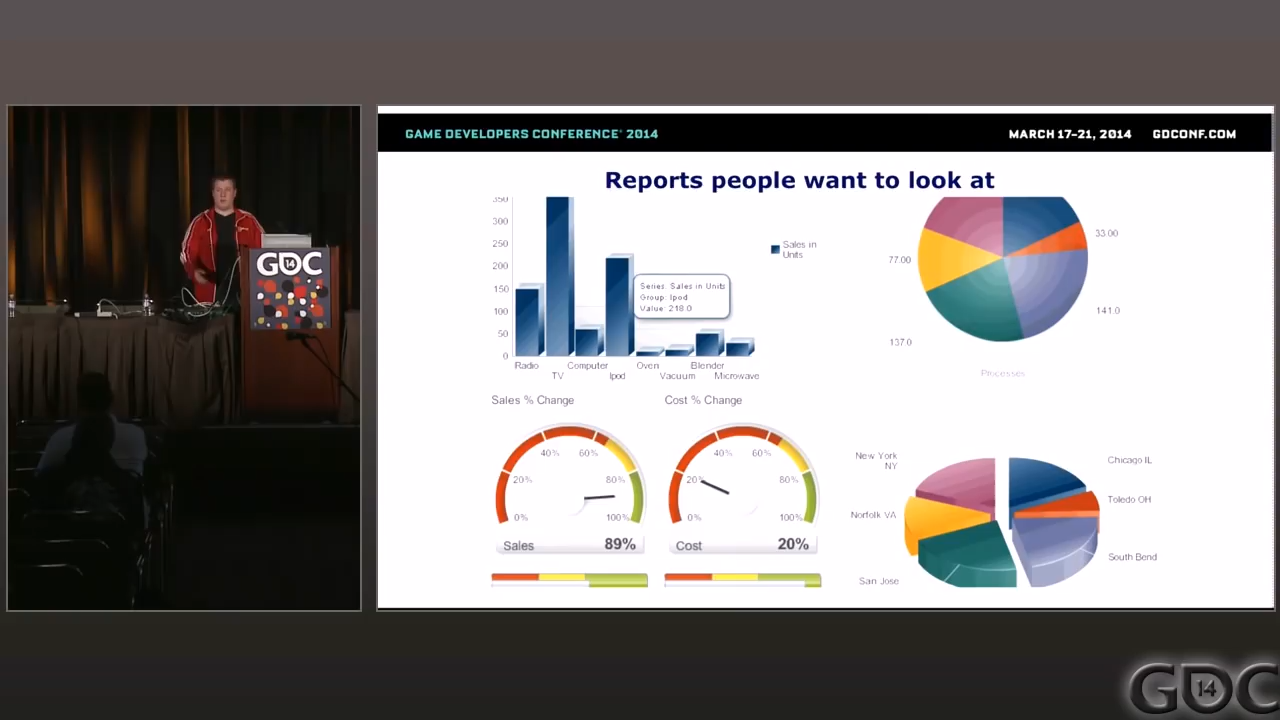 GAME DEVELOPERS CONFERENCE® 2014
MARCH 17-21, 2014 GDCONF.COM
Reports people want to look at
350
300
250
200
150
100
50
0
Radio
TV
Computer
Ipod
Oven
Vacuum
Blender
Microwave
Series: Sales in Units
Group: Ipod
Value: 218.0
Sales in
Units
33.00
77.00
141.0
137.0
Processes
Sales % Change
Cost % Change
0%
20%
40%
60%
80%
100%
Sales 89%
0%
20%
40%
60%
80%
100%
Cost 20%
New York
NY
Chicago IL
Norfolk VA
Toledo OH
San Jose
South Bend
GDC
14
GDC
14